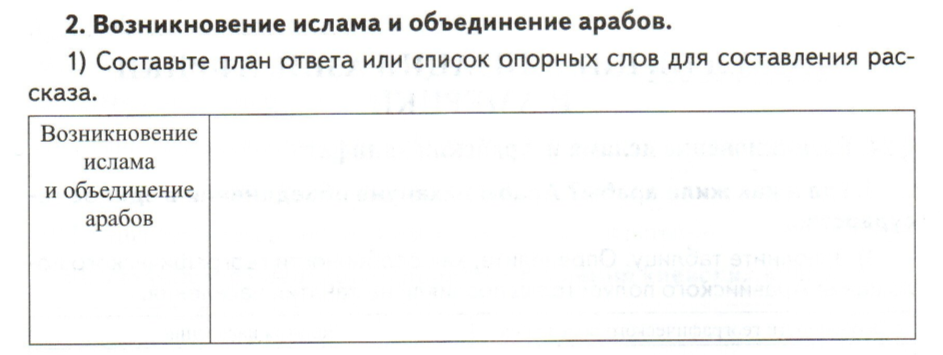 2. Возникновение ислама и объединение арабов.
1) Составьте план ответа или список опорных слов для составления рас-
сказа.
Возникновение
ислама
и объединение
арабов